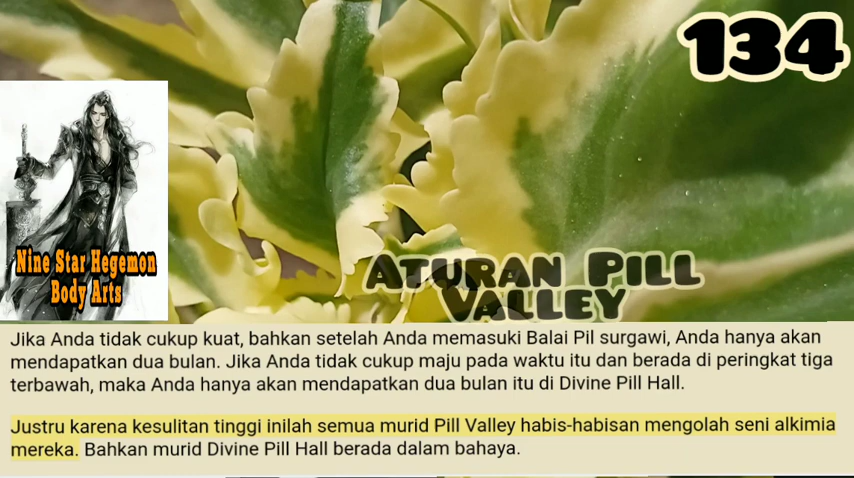 134
Nine Star Hegemon
Body Arts
ATURAN PILL
VALLEY
Jika Anda tidak cukup kuat, bahkan setelah Anda memasuki Balai Pil surgawi, Anda hanya akan
mendapatkan dua bulan. Jika Anda tidak cukup maju pada waktu itu dan berada di peringkat tiga
terbawah, maka Anda hanya akan mendapatkan dua bulan itu di Divine Pill Hall.
Justru karena kesulitan tinggi inilah semua murid Pill Valley habis-habisan mengolah seni alkimia
mereka. Bahkan murid Divine Pill Hall berada dalam bahaya.